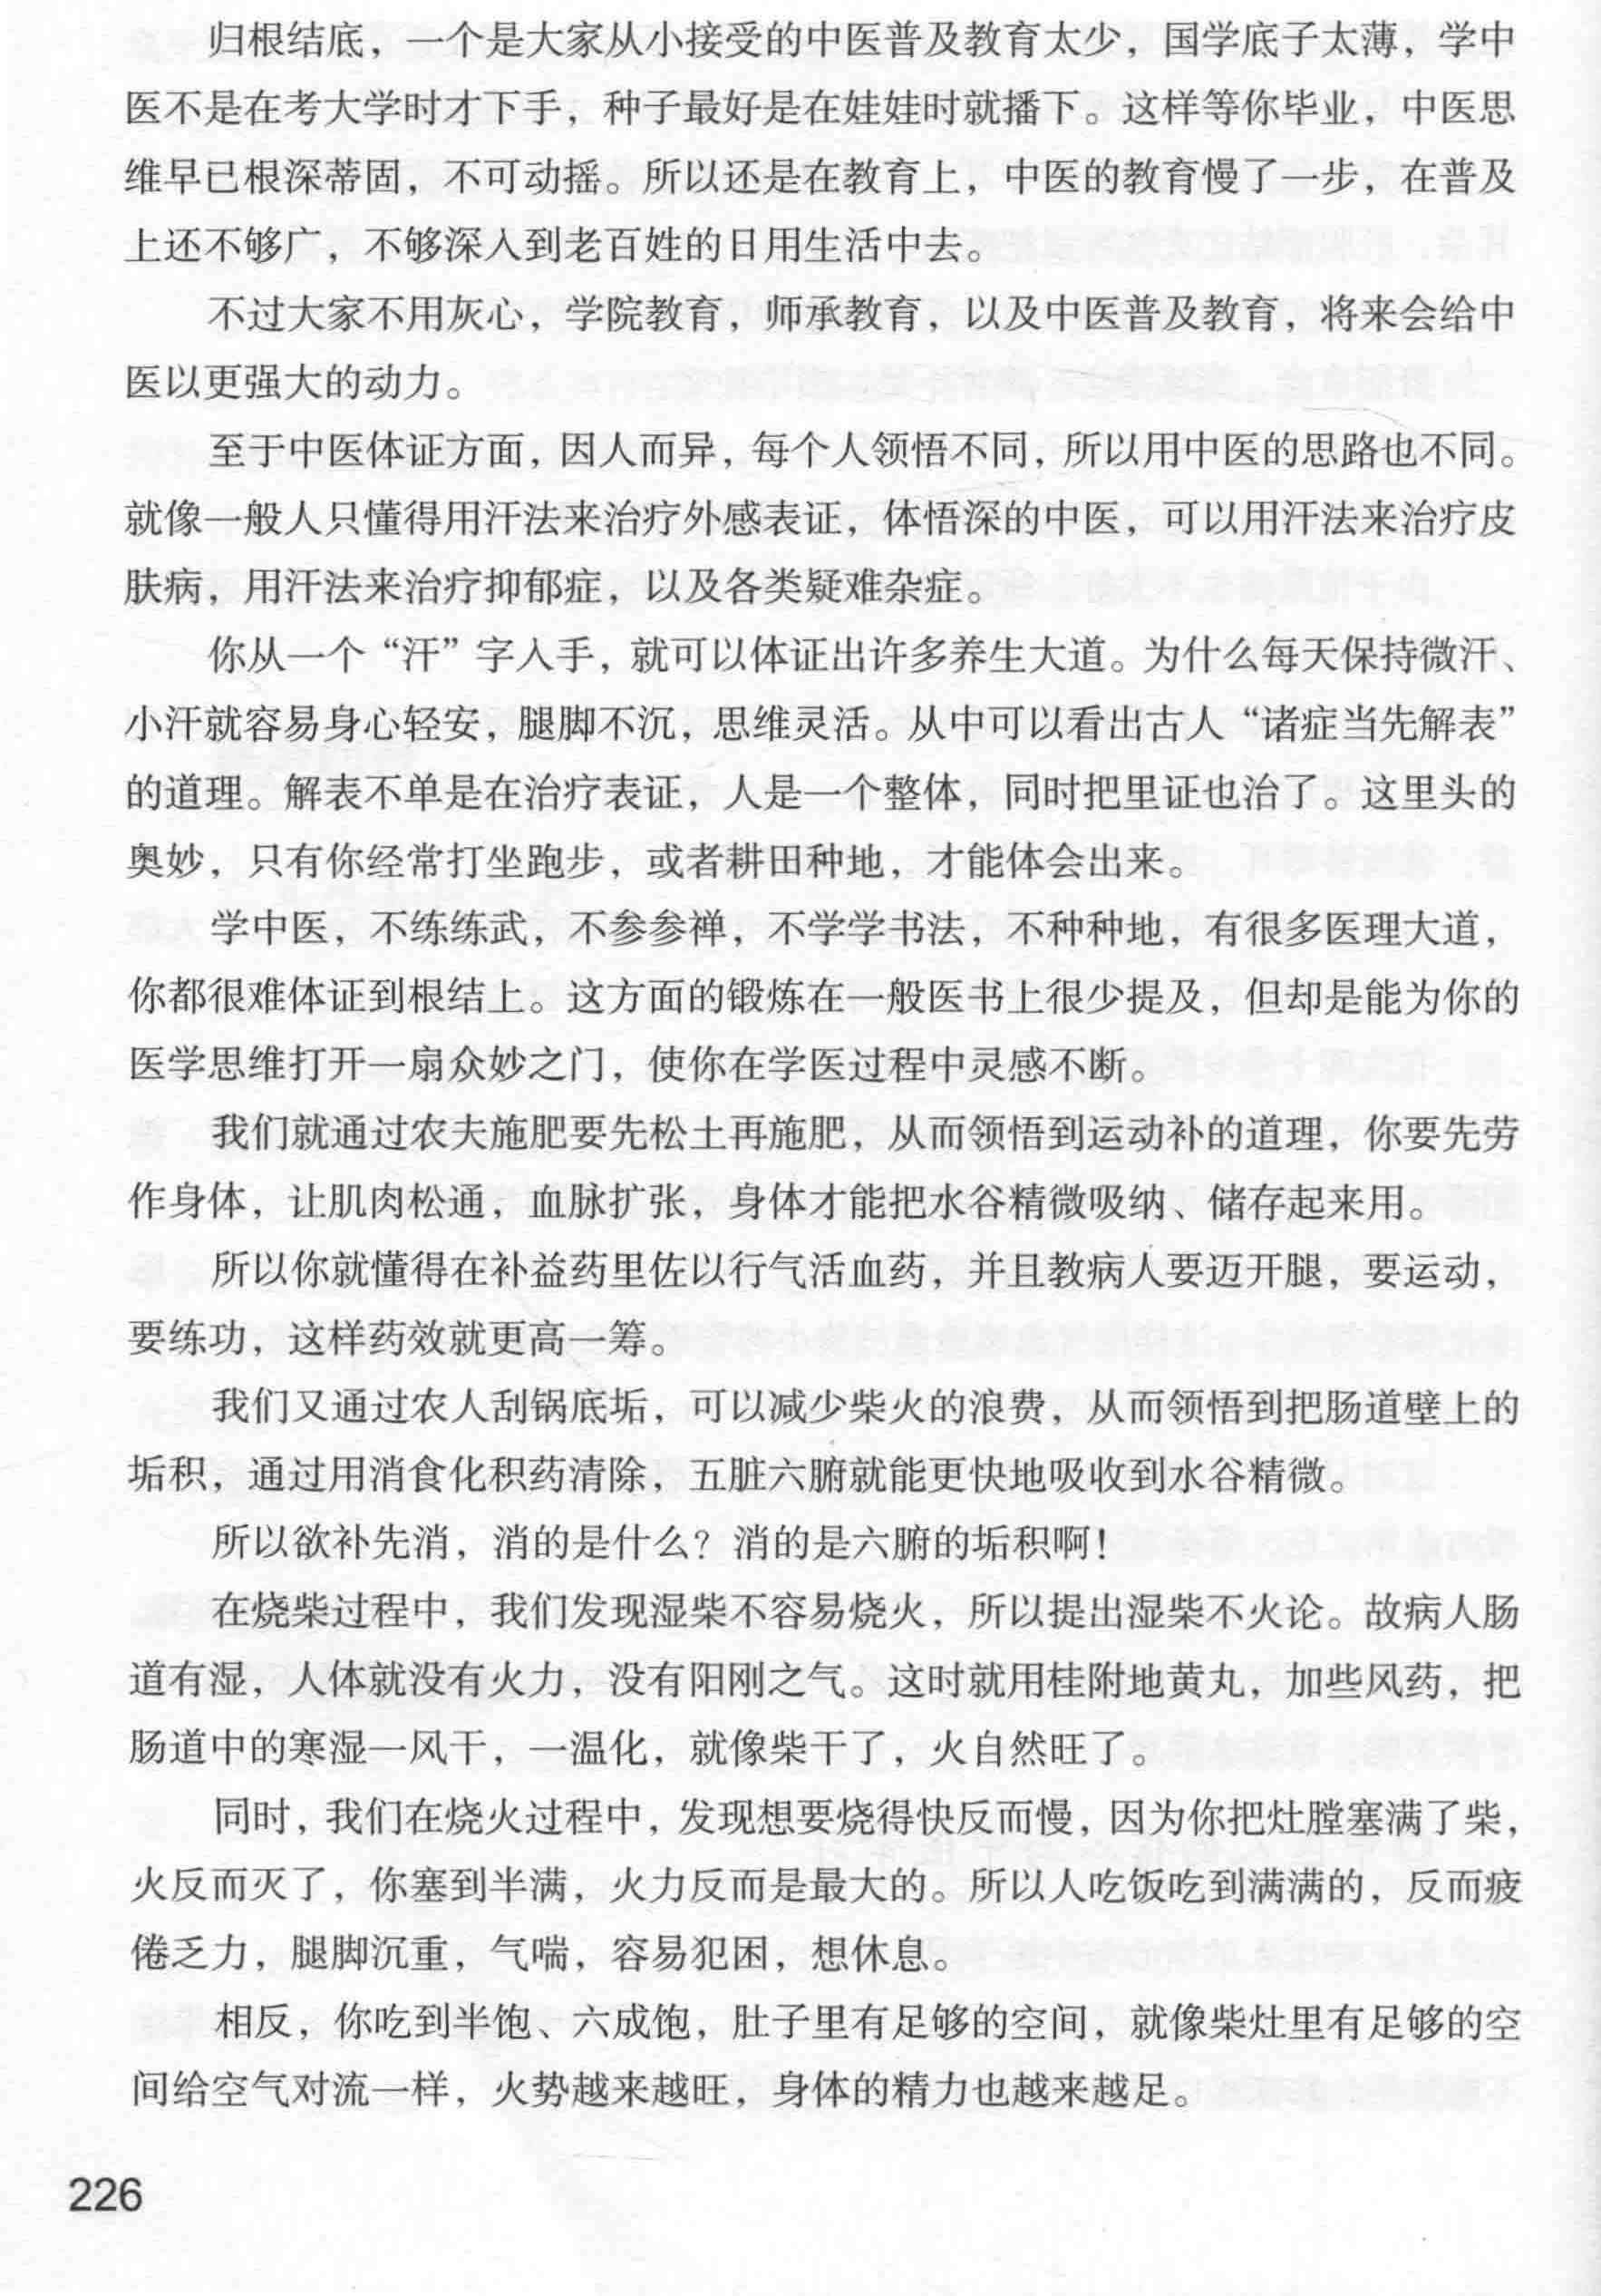 归根结底，一个是大家从小接受的中医普及教育太少，国学底子太薄，学中
医不是在考大学时才下手，种子最好是在娃娃时就播下。这样等你毕业，中医思
维早已根深蒂固，不可动摇。所以还是在教育上，中医的教育慢了一步，在普及
上还不够广，不够深入到老百姓的日用生活中去。
不过大家不用灰心，学院教育，师承教育，以及中医普及教育，将来会给中
医以更强大的动力。
至于中医体证方面，因人而异，每个人领悟不同，所以用中医的思路也不同。
就像一般人只懂得用汗法来治疗外感表证，体悟深的中医，可以用汗法来治疗皮
肤病，用汗法来治疗抑郁症，以及各类疑难杂症。
你从一个“汗”字入手，就可以体证出许多养生大道。为什么每天保持微汗、
小汗就容易身心轻安，腿脚不沉，思维灵活。从中可以看出古人“诸症当先解表”
的道理。解表不单是在治疗表证，人是一个整体，同时把里证也治了。这里头的
奥妙，只有你经常打坐跑步，或者耕田种地，才能体会出来。
学中医，不练练武，不参参禅，不学学书法，不种种地，有很多医理大道，
你都很难体证到根结上。这方面的锻炼在一般医书上很少提及，但却是能为你的
医学思维打开一扇众妙之门，使你在学医过程中灵感不断。
我们就通过农夫施肥要先松土再施肥，从而领悟到运动补的道理，你要先劳
作身体，让肌肉松通，血脉扩张，身体才能把水谷精微吸纳、储存起来用。
所以你就懂得在补益药里佐以行气活血药，并且教病人要迈开腿，要运动，
要练功，这样药效就更高一筹。
我们又通过农人刮锅底垢，可以减少柴火的浪费，从而领悟到把肠道壁上的
垢积，通过用消食化积药清除，五脏六腑就能更快地吸收到水谷精微。
所以欲补先消，消的是什么？消的是六腑的垢积啊！
在烧柴过程中，我们发现湿柴不容易烧火，所以提出湿柴不火论。故病人肠
道有湿，人体就没有火力，没有阳刚之气。这时就用桂附地黄丸，加些风药，把
肠道中的寒湿一风干，一温化，就像柴干了，火自然旺了。
同时，我们在烧火过程中，发现想要烧得快反而慢，因为你把灶膛塞满了柴，
火反而灭了，你塞到半满，火力反而是最大的。所以人吃饭吃到满满的，反而疲
倦乏力，腿脚沉重，气喘，容易犯困，想休息。
相反，你吃到半饱、六成饱，肚子里有足够的空间，就像柴灶里有足够的空
间给空气对流一样，火势越来越旺，身体的精力也越来越足。
226